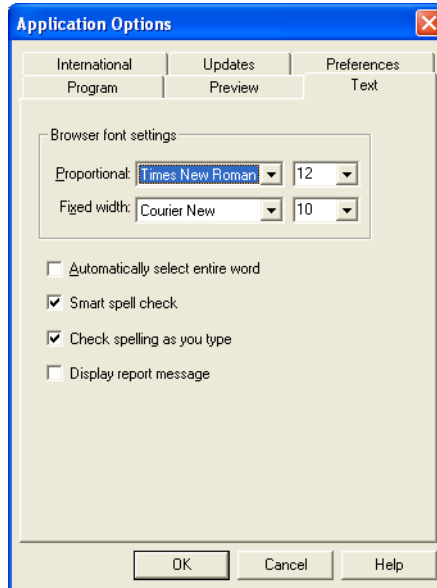 Application Options
International Updates Preferences
Program Preview Text
Browser font settings
Proportional: Times New Roman 12
Fixed width: Courier New 10
Automatically select entire word
Smart spell check
Check spelling as you type
Display report message
OK Cancel Help